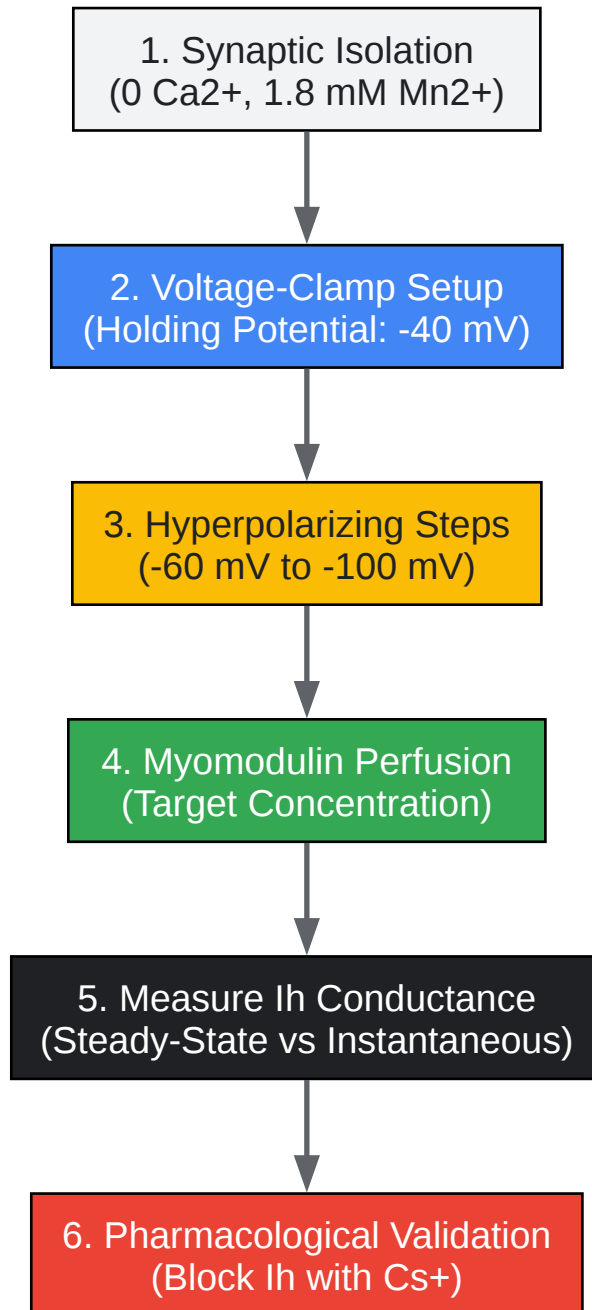 1. Synaptic Isolation
(0 Ca2+, 1.8 mM Mn2+)
2. Voltage-Clamp Setup
(Holding Potential: -40 mV)
3. Hyperpolarizing Steps
(-60 mV to -100 mV)
4. Myomodulin Perfusion
(Target Concentration)
5. Measure Ih Conductance
(Steady-State vs Instantaneous)
6. Pharmacological Validation
(Block Ih with Cs+)